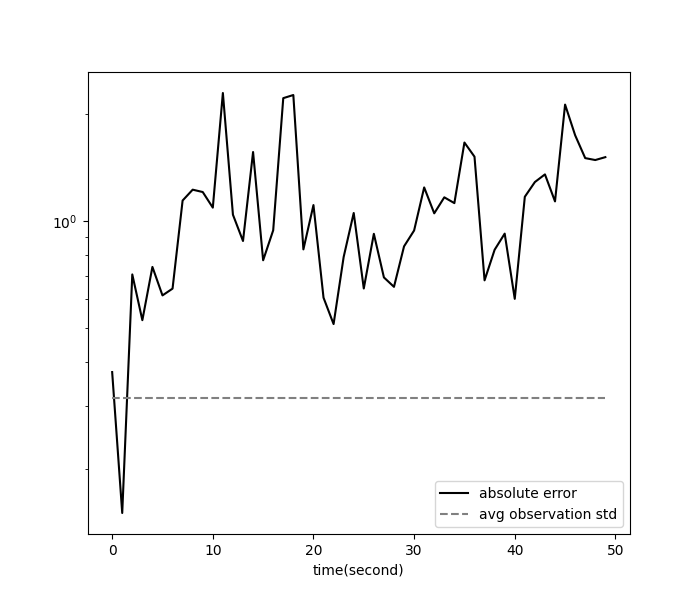 10⁰
0 10 20 30 40 50
time(second)
absolute error
avg observation std